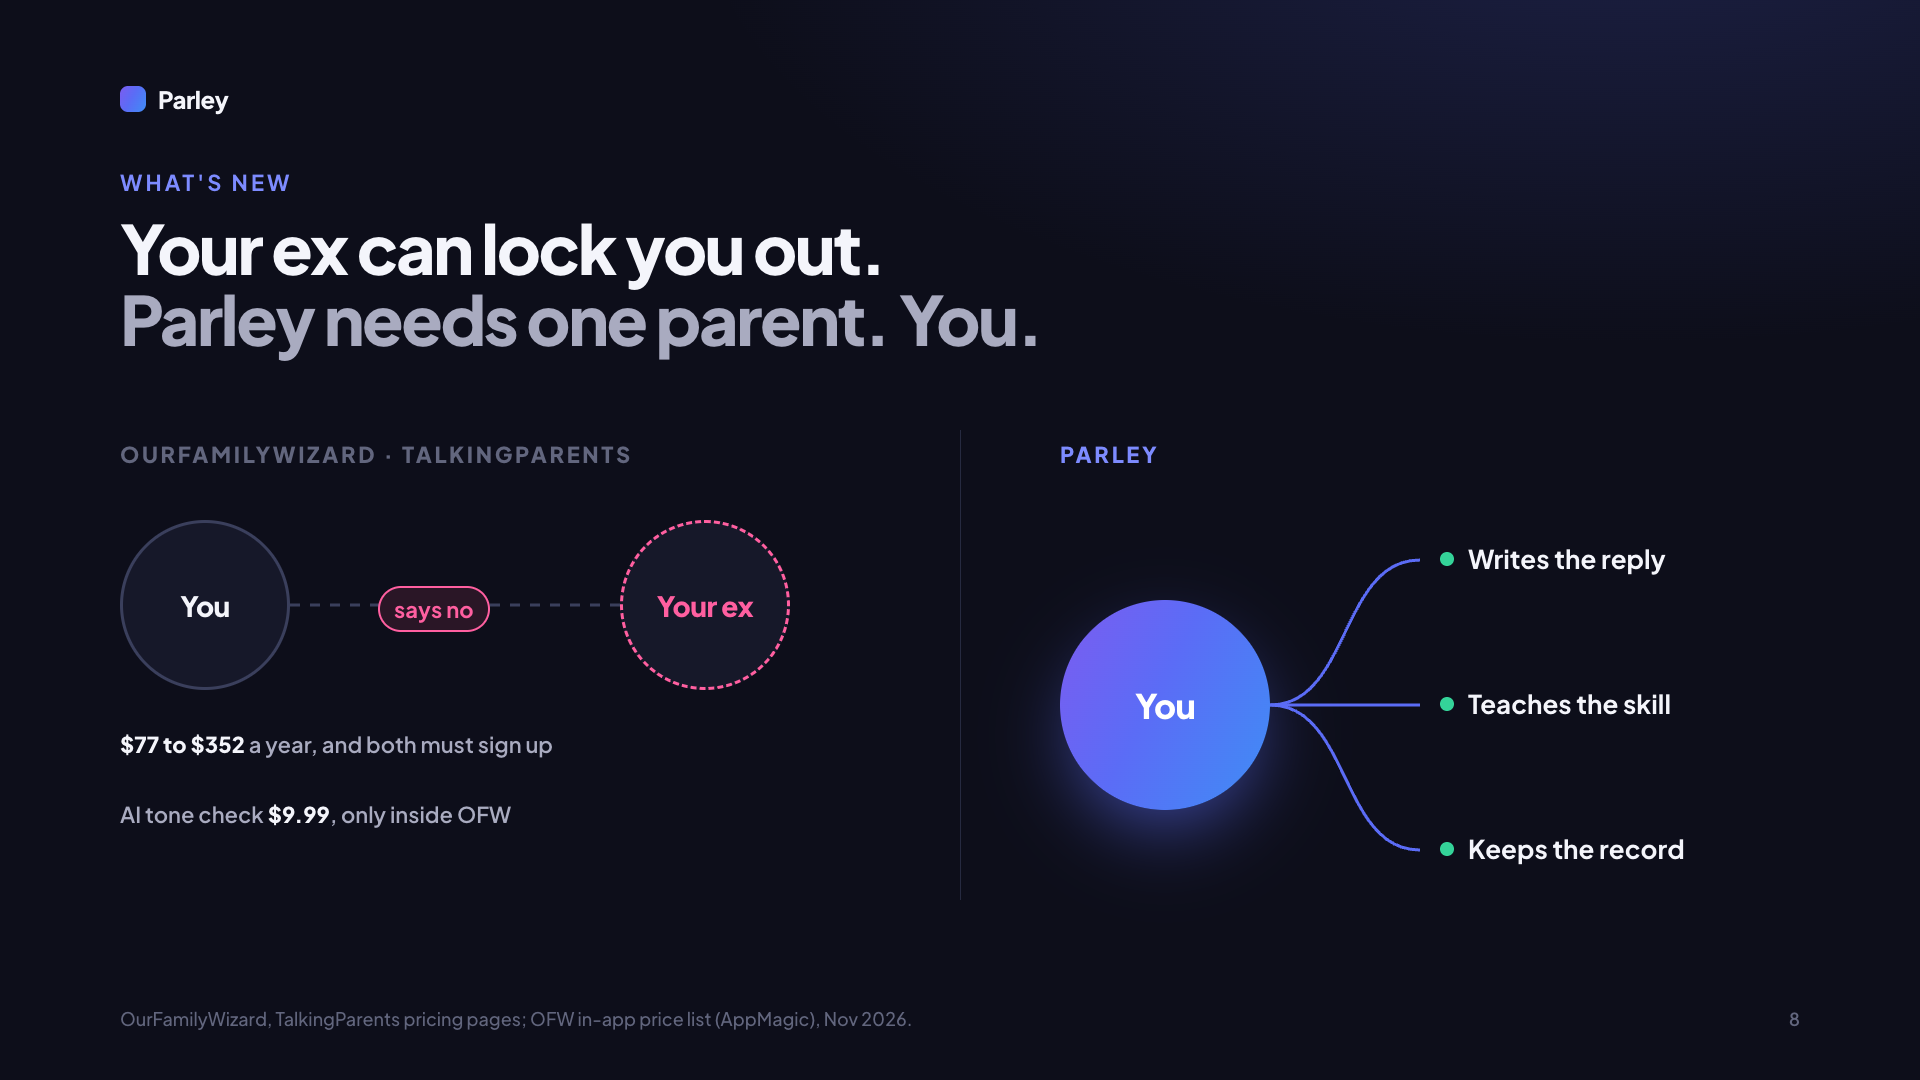 Parley
WHAT'S NEW
Your ex can lock you out.
Parley needs one parent. You.
OURFAMILYWIZARD · TALKINGPARENTS
You
says no
Your ex
$77 to $352 a year, and both must sign up
AI tone check $9.99, only inside OFW
PARLEY
You
Writes the reply
Teaches the skill
Keeps the record
OurFamilyWizard, TalkingParents pricing pages; OFW in-app price list (AppMagic), Nov 2026.
8